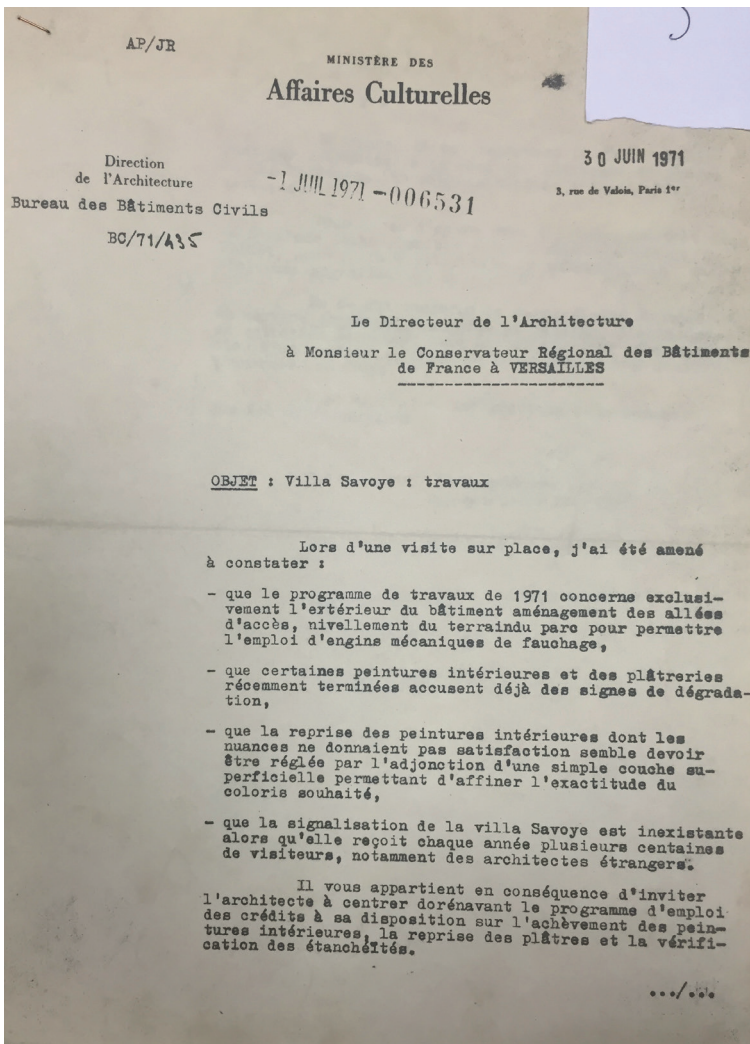 AP/JR
MINISTÈRE DES
Affaires Culturelles
Direction
de l'Architecture
Bureau des Bâtiments Civils
BC/71/435
-1 JUIL 1971 -006531
30 JUIN 1971
3, rue de Valois, Paris 1er
Le Directeur de l'Architecture
à Monsieur le Conservateur Régional des Bâtiments
de France à VERSAILLES
OBJET : Villa Savoye : travaux
Lors d'une visite sur place, j'ai été amené
à constater :
- que le programme de travaux de 1971 concerne exclusi-
vement l'extérieur du bâtiment aménagement des allées
d'accès, nivellement du terraindu parc pour permettre
l'emploi d'engins mécaniques de fauchage,
- que certaines peintures intérieures et des plâtreries
récemment terminées accusent déjà des signes de dégrada-
tion,
- que la reprise des peintures intérieures dont les
nuances ne donnaient pas satisfaction semble devoir
être réglée par l'adjonction d'une simple couche su-
perficielle permettant d'affiner l'exactitude du
coloris souhaité,
- que la signalisation de la villa Savoye est inexistante
alors qu'elle reçoit chaque année plusieurs centaines
de visiteurs, notamment des architectes étrangers.
Il vous appartient en conséquence d'inviter
l'architecte à centrer dorénavant le programme d'emploi
des crédits à sa disposition sur l'achèvement des pein-
tures intérieures, la reprise des plâtres et la vérifi-
cation des étanchéités.
.../...